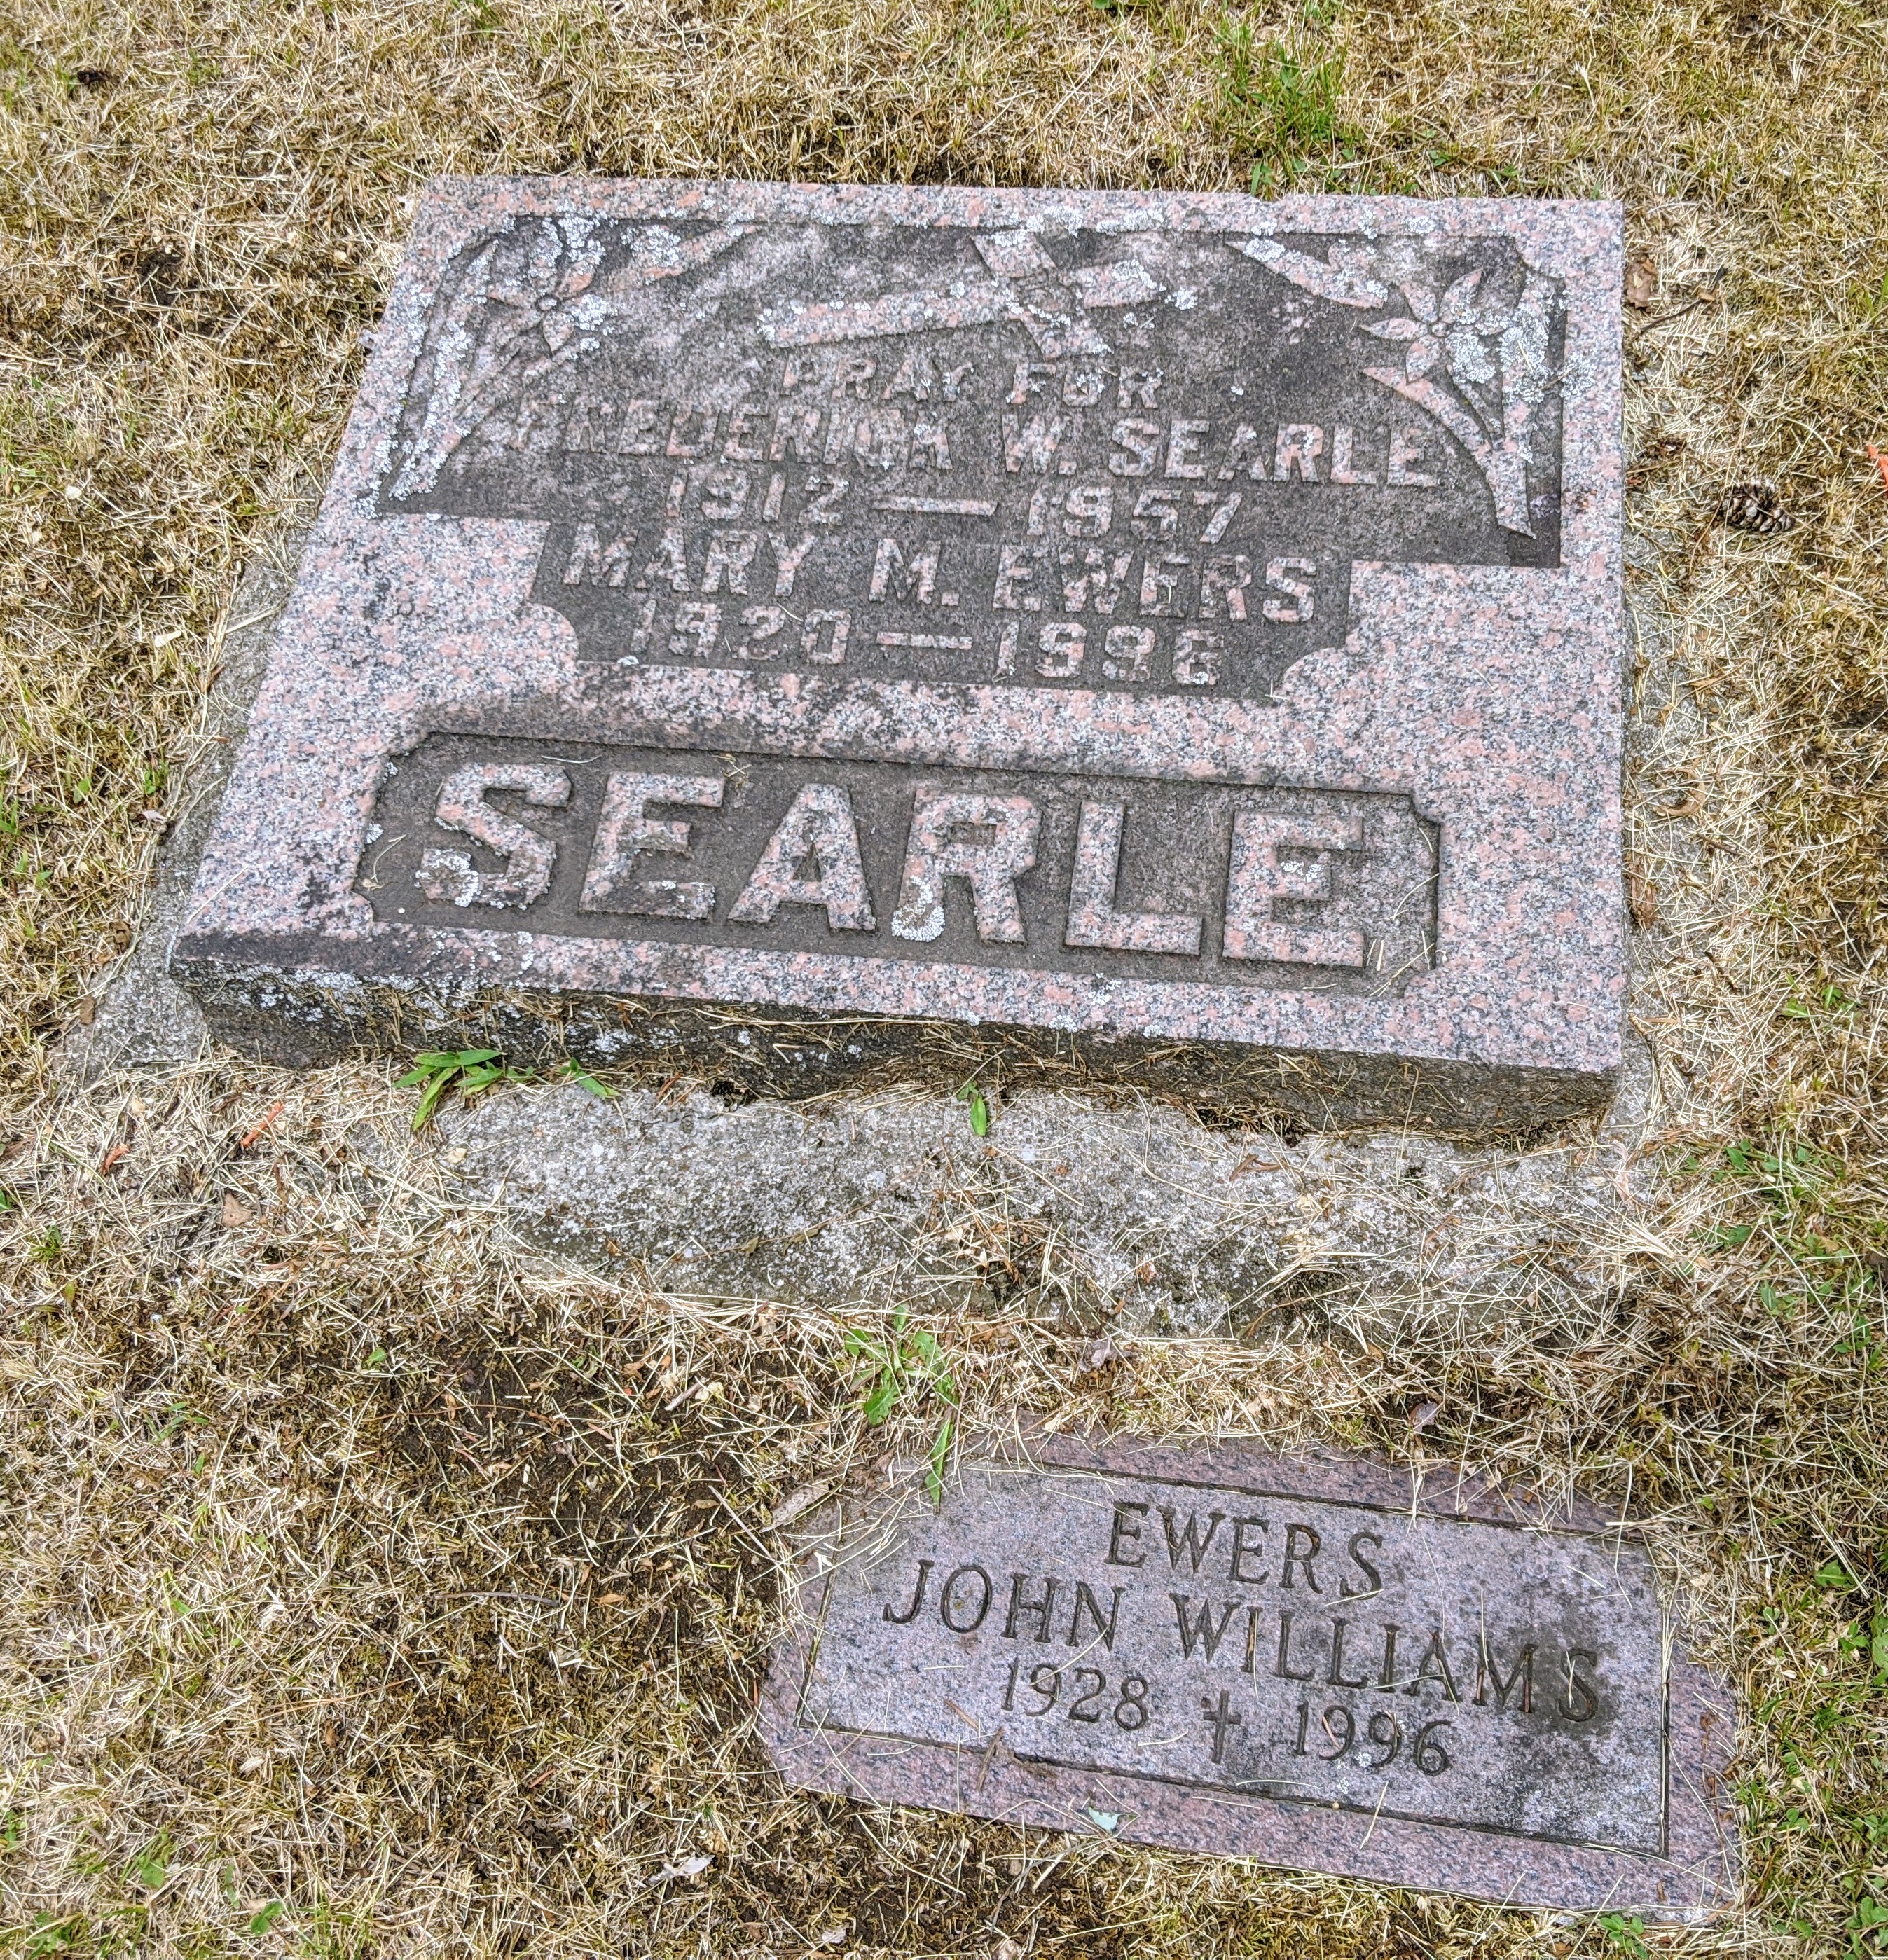 PRAY FOR
FREDERICK W. SEARLE
1912 — 1957
MARY M. EWERS
1920 — 1996
SEARLE
EWERS
JOHN WILLIAMS
1928 † 1996